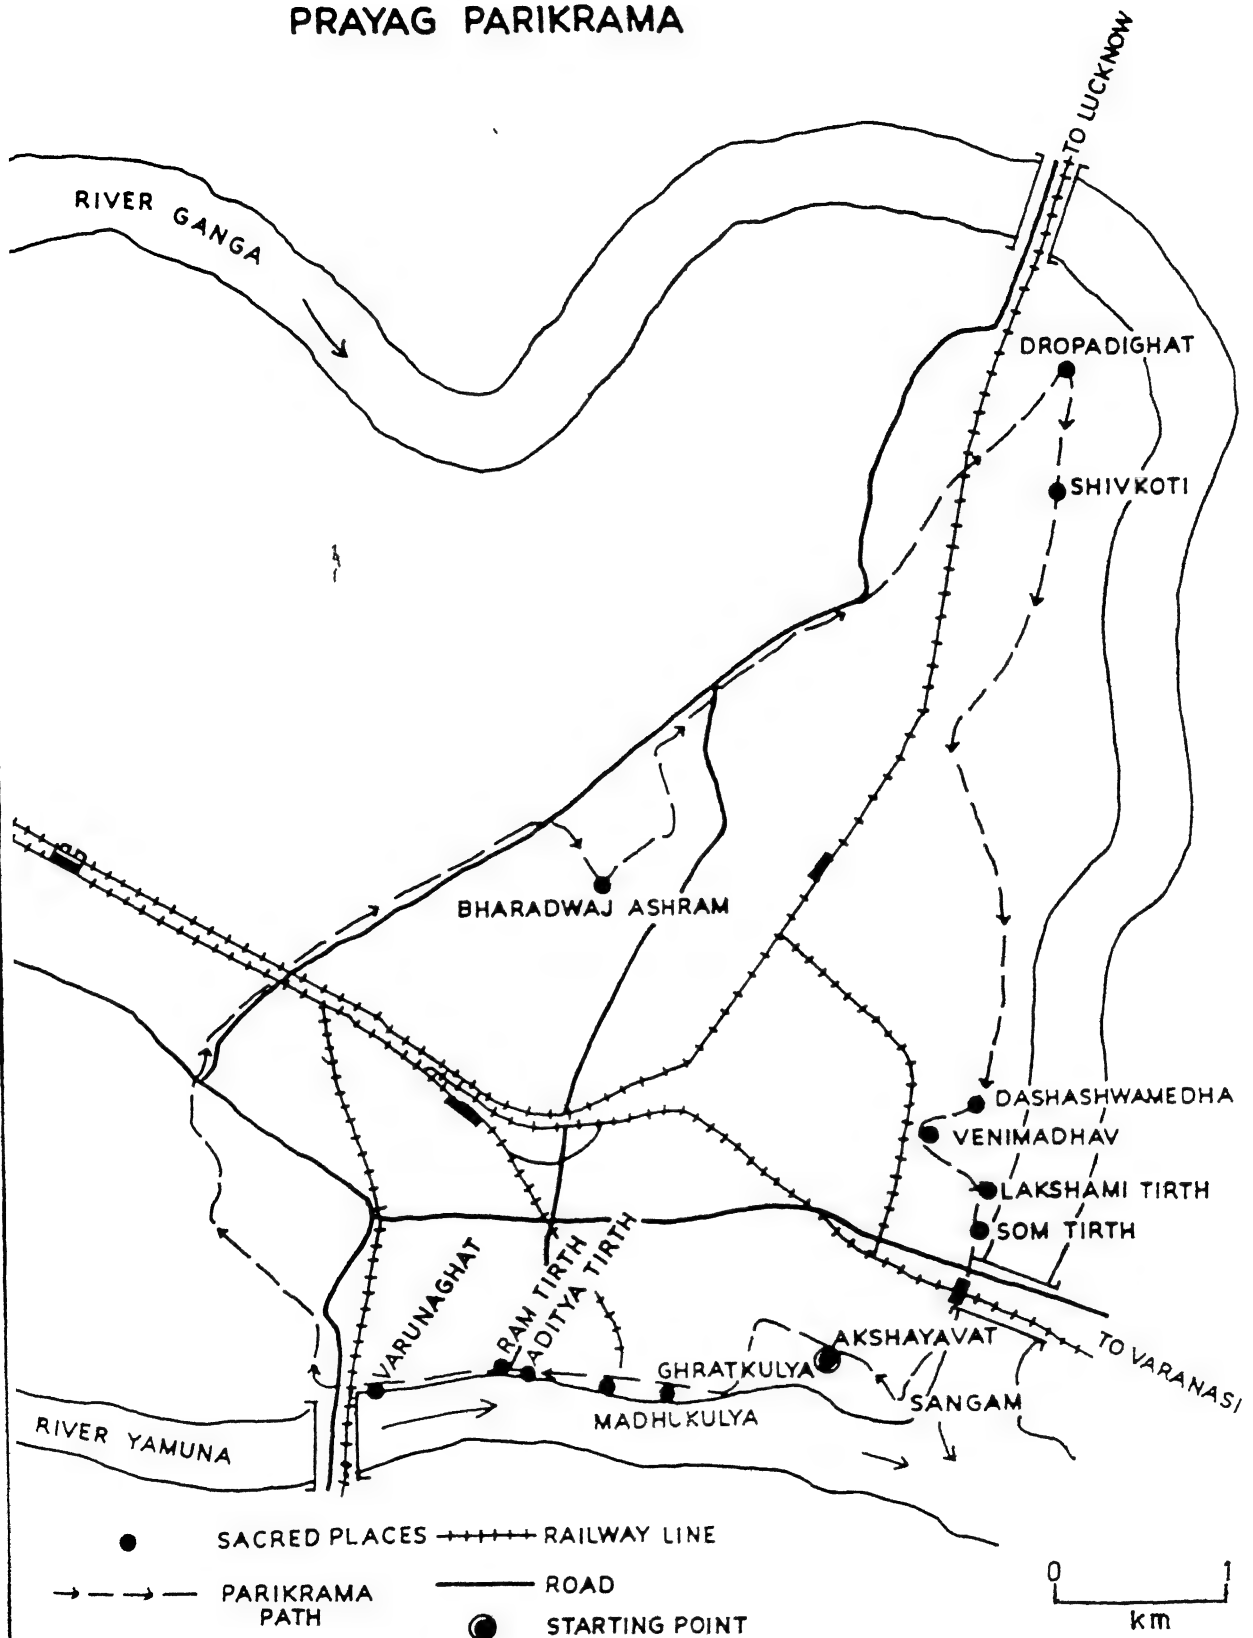 PRAYAG PARIKRAMA
TO LUCKNOW
RIVER GANGA
DROPADIGHAT
SHIVKOTI
BHARADWAJ ASHRAM
DASHASHWAMEDHA
VENIMADHAV
LAKSHAMI TIRTH
SOM TIRTH
VARUNAGHAT
RAM TIRTH
ADITYA TIRTH
AKSHAYAVAT
GHRATKULYA
TO VARANASI
SANGAM
MADHUKULYA
RIVER YAMUNA
SACRED PLACES
RAILWAY LINE
PARIKRAMA
PATH
ROAD
STARTING POINT
0 1
km